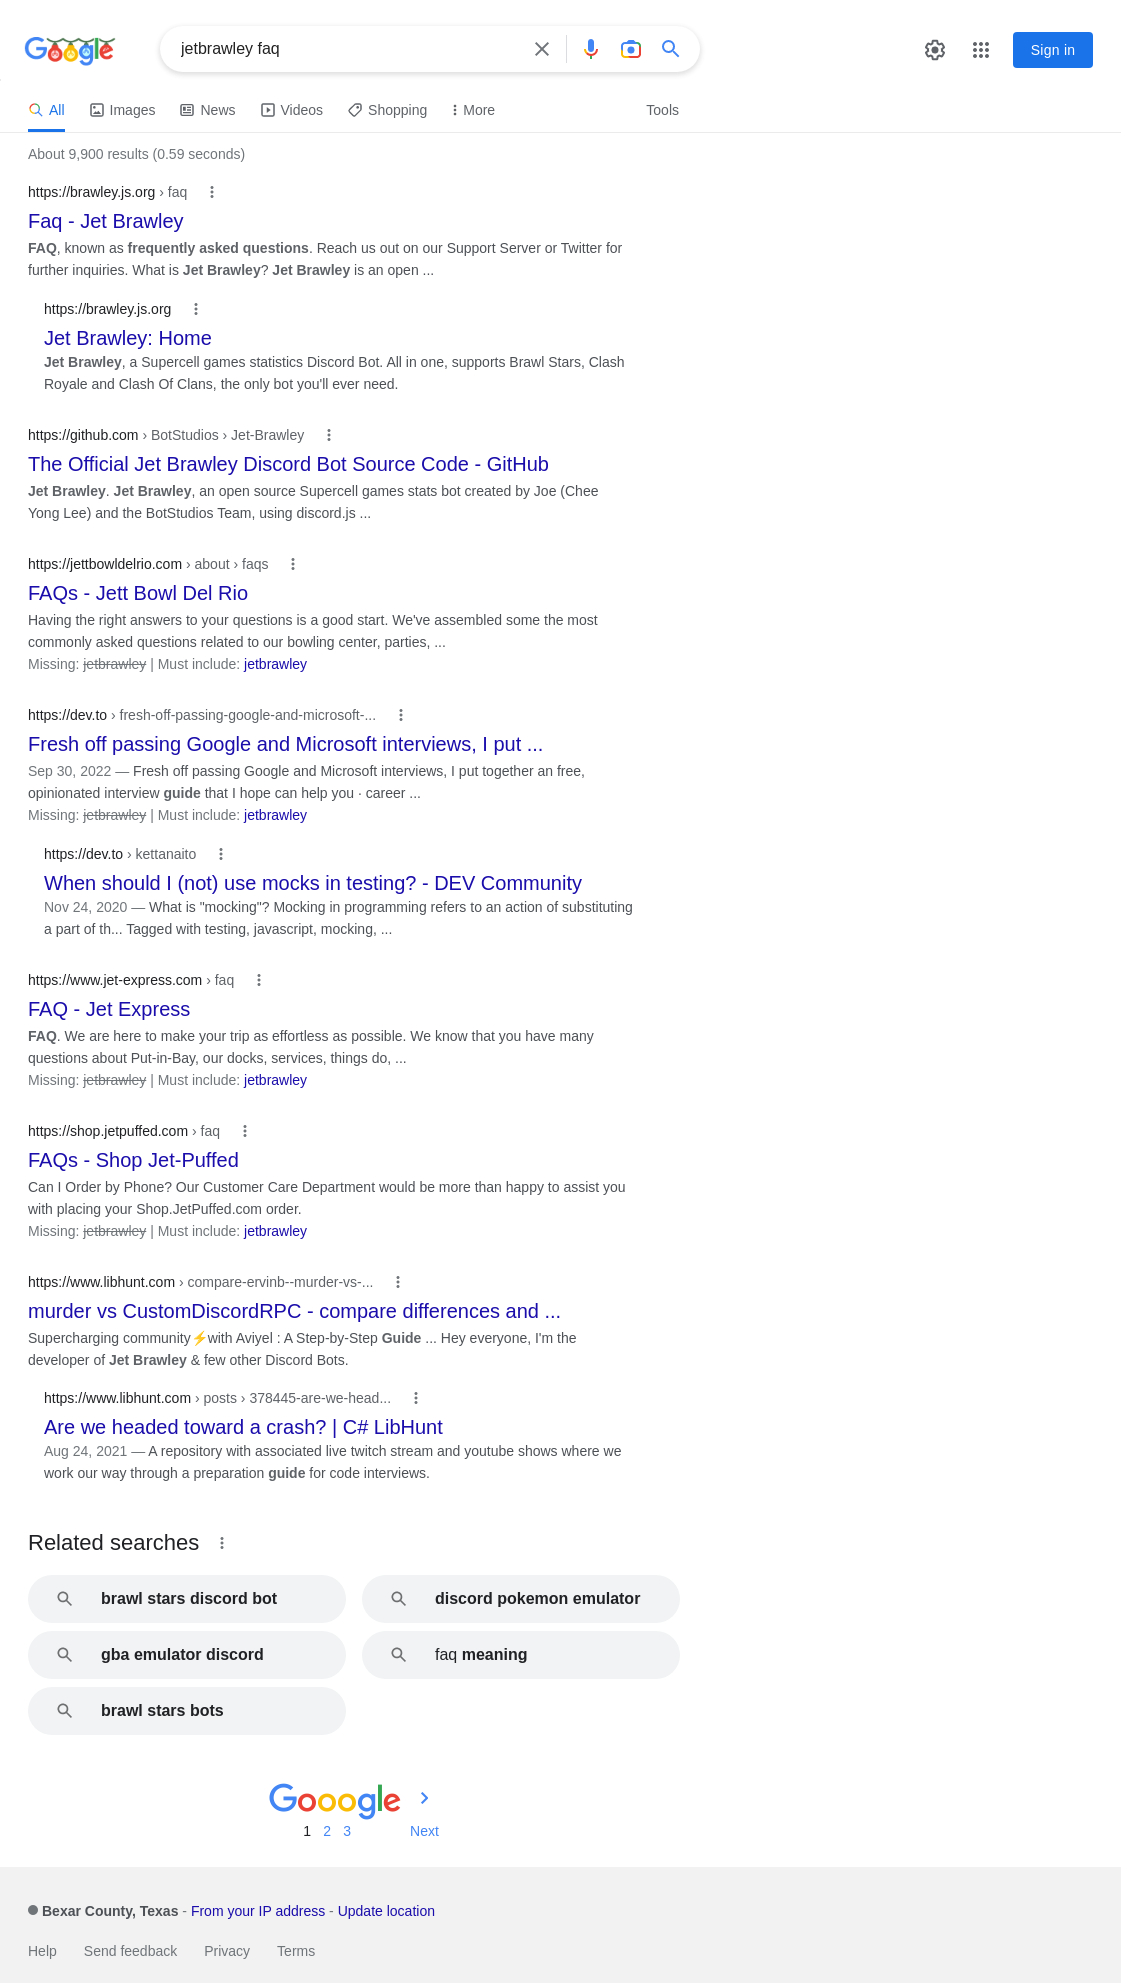 Google
jetbrawley faq
Sign in
All Images News Videos Shopping More Tools
About 9,900 results (0.59 seconds)
https://brawley.js.org › faq
Faq - Jet Brawley
FAQ, known as frequently asked questions. Reach us out on our Support Server or Twitter for
further inquiries. What is Jet Brawley? Jet Brawley is an open ...
https://brawley.js.org
Jet Brawley: Home
Jet Brawley, a Supercell games statistics Discord Bot. All in one, supports Brawl Stars, Clash
Royale and Clash Of Clans, the only bot you'll ever need.
https://github.com › BotStudios › Jet-Brawley
The Official Jet Brawley Discord Bot Source Code - GitHub
Jet Brawley. Jet Brawley, an open source Supercell games stats bot created by Joe (Chee
Yong Lee) and the BotStudios Team, using discord.js ...
https://jettbowldelrio.com › about › faqs
FAQs - Jett Bowl Del Rio
Having the right answers to your questions is a good start. We've assembled some the most
commonly asked questions related to our bowling center, parties, ...
Missing: jetbrawley | Must include: jetbrawley
https://dev.to › fresh-off-passing-google-and-microsoft-...
Fresh off passing Google and Microsoft interviews, I put ...
Sep 30, 2022 — Fresh off passing Google and Microsoft interviews, I put together an free,
opinionated interview guide that I hope can help you · career ...
Missing: jetbrawley | Must include: jetbrawley
https://dev.to › kettanaito
When should I (not) use mocks in testing? - DEV Community
Nov 24, 2020 — What is "mocking"? Mocking in programming refers to an action of substituting
a part of th... Tagged with testing, javascript, mocking, ...
https://www.jet-express.com › faq
FAQ - Jet Express
FAQ. We are here to make your trip as effortless as possible. We know that you have many
questions about Put-in-Bay, our docks, services, things do, ...
Missing: jetbrawley | Must include: jetbrawley
https://shop.jetpuffed.com › faq
FAQs - Shop Jet-Puffed
Can I Order by Phone? Our Customer Care Department would be more than happy to assist you
with placing your Shop.JetPuffed.com order.
Missing: jetbrawley | Must include: jetbrawley
https://www.libhunt.com › compare-ervinb--murder-vs-...
murder vs CustomDiscordRPC - compare differences and ...
Supercharging community⚡with Aviyel : A Step-by-Step Guide ... Hey everyone, I'm the
developer of Jet Brawley & few other Discord Bots.
https://www.libhunt.com › posts › 378445-are-we-head...
Are we headed toward a crash? | C# LibHunt
Aug 24, 2021 — A repository with associated live twitch stream and youtube shows where we
work our way through a preparation guide for code interviews.
Related searches
brawl stars discord bot
discord pokemon emulator
gba emulator discord
faq meaning
brawl stars bots
Gooogle
1 2 3 Next
Bexar County, Texas - From your IP address - Update location
Help Send feedback Privacy Terms